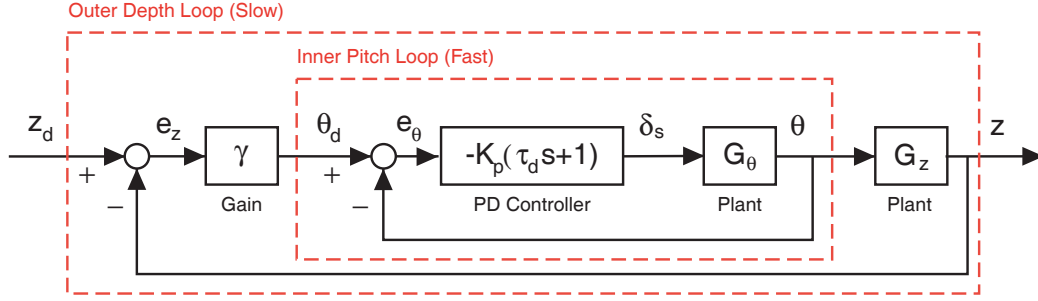 Outer Depth Loop (Slow)
Inner Pitch Loop (Fast)
z_d
e_z
γ
θ_d
e_θ
-K_p(τ_d s+1)
δ_s
G_θ
θ
G_z
z
+
−
+
−
Gain
PD Controller
Plant
Plant